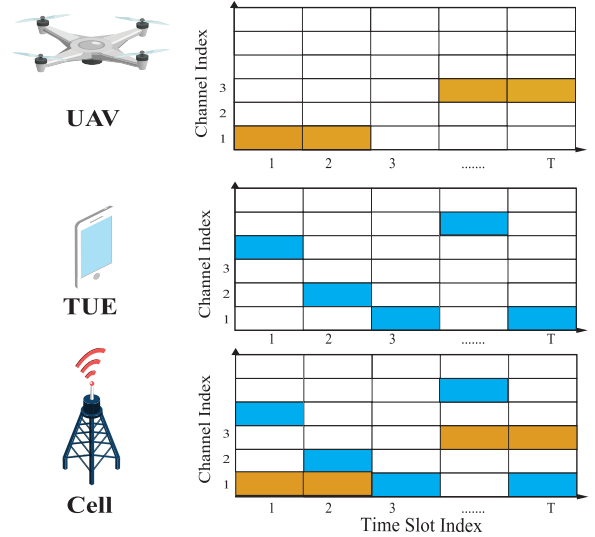 UAV
Channel Index
3
2
1
1 2 3 ....... T
TUE
Channel Index
3
2
1
1 2 3 ....... T
Cell
Channel Index
3
2
1
1 2 3 ....... T
Time Slot Index